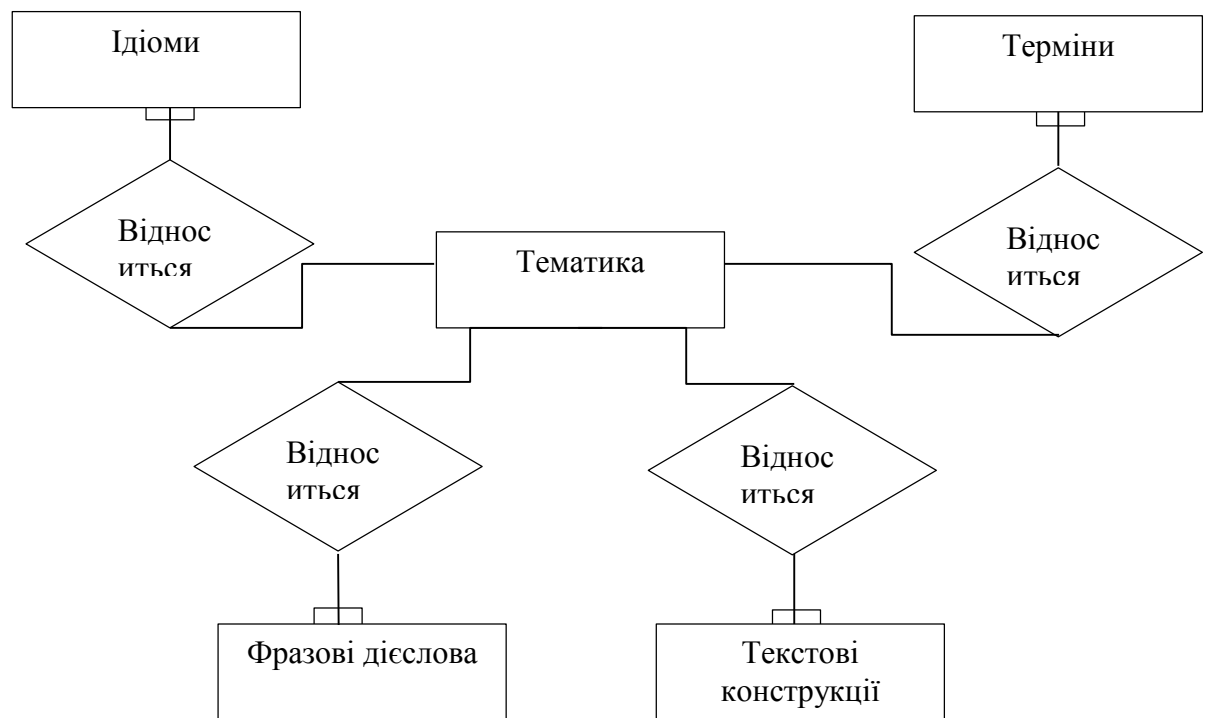 Ідіоми
Терміни
Віднос
иться
Тематика
Віднос
иться
Віднос
иться
Віднос
иться
Фразові дієслова
Текстові
конструкції